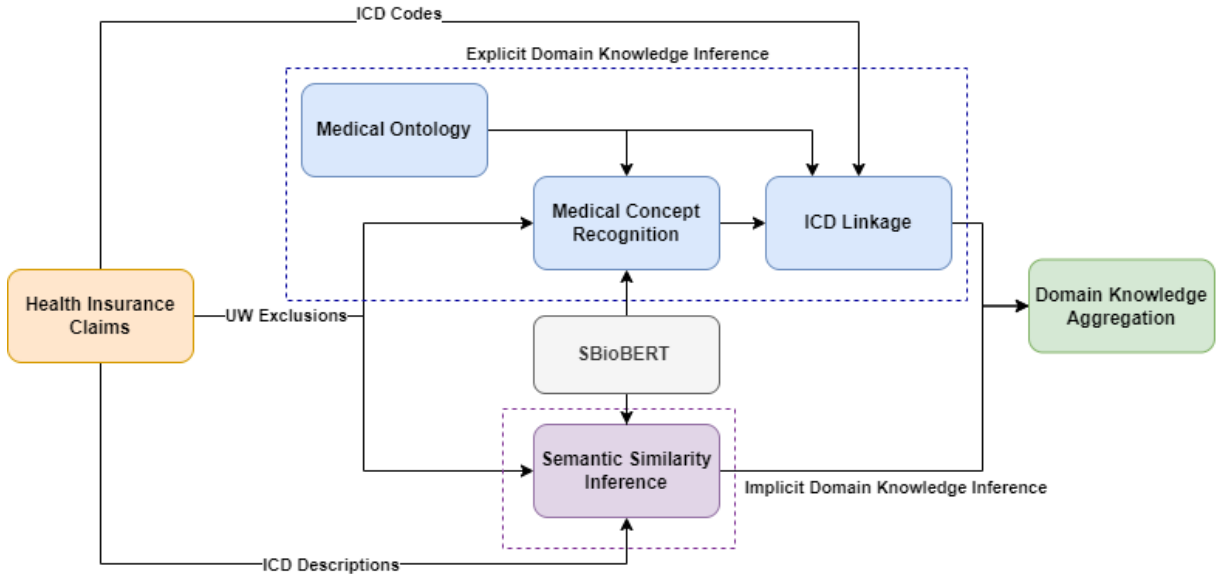 ICD Codes
Explicit Domain Knowledge Inference
Medical Ontology
Medical Concept
Recognition
ICD Linkage
Health Insurance
Claims
UW Exclusions
Domain Knowledge
Aggregation
SBioBERT
Semantic Similarity
Inference
Implicit Domain Knowledge Inference
ICD Descriptions